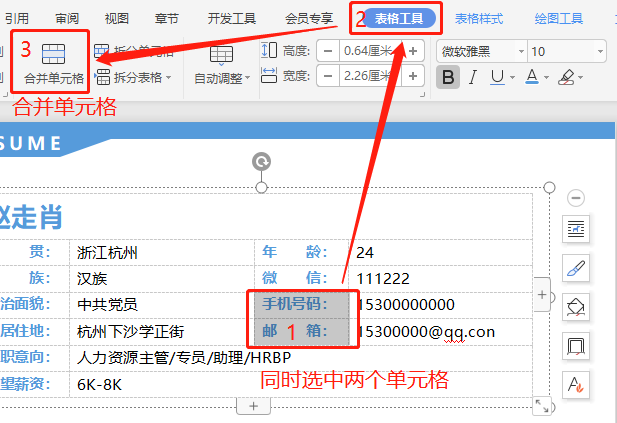 引用 审阅 视图 章节 开发工具 会员专享 2 表格工具 表格样式 绘图工具
3 拆分单元格 高度: 0.64厘米 微软雅黑 10
合并单元格 拆分表格 自动调整 宽度: 2.26厘米 B I U A
合并单元格
SUME
赵走肖
贯: 浙江杭州 年 龄: 24
族: 汉族 微 信: 111222
治面貌: 中共党员 手机号码: 15300000000
居住地: 杭州下沙学正街 邮 1 箱: 15300000@qq.con
职意向: 人力资源主管/专员/助理/HRBP
望薪资: 6K-8K
同时选中两个单元格